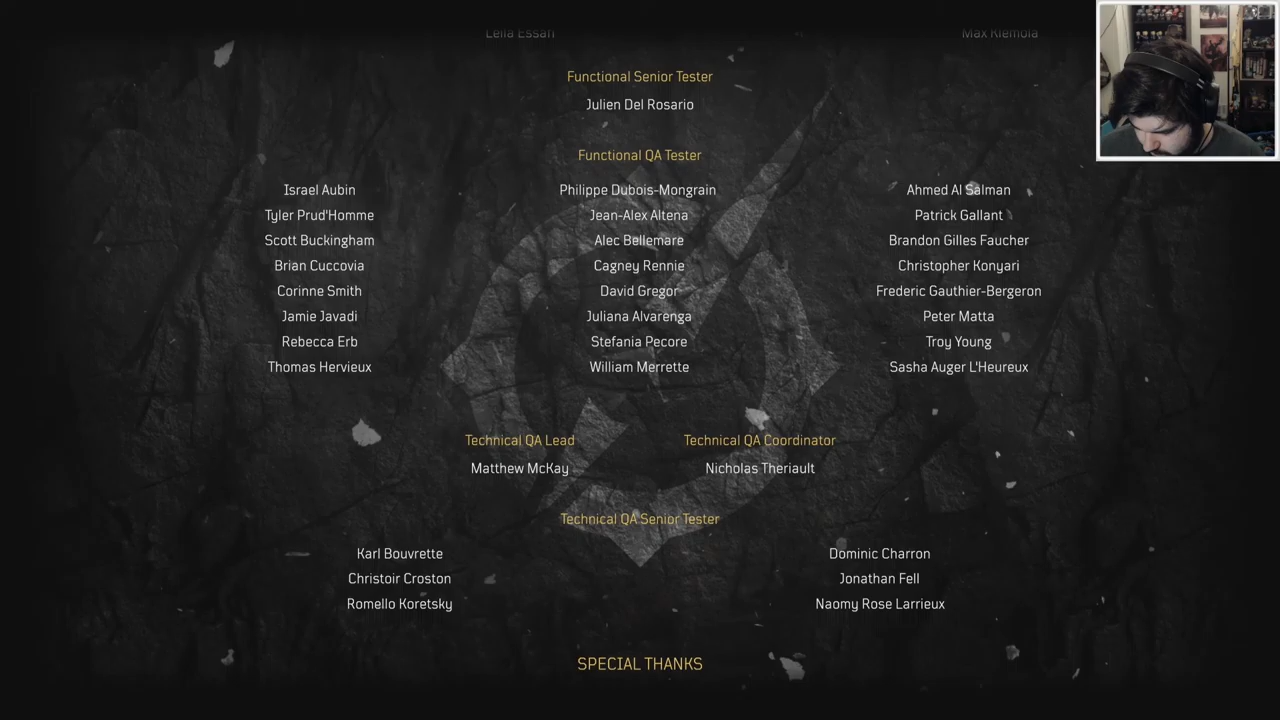 Leila Essafi
Max Kiemola
Functional Senior Tester
Julien Del Rosario
Functional QA Tester
Israel Aubin
Philippe Dubois-Mongrain
Ahmed Al Salman
Tyler Prud'Homme
Jean-Alex Altena
Patrick Gallant
Scott Buckingham
Alec Bellemare
Brandon Gilles Faucher
Brian Cuccovia
Cagney Rennie
Christopher Konyari
Corinne Smith
David Gregor
Frederic Gauthier-Bergeron
Jamie Javadi
Juliana Alvarenga
Peter Matta
Rebecca Erb
Stefania Pecore
Troy Young
Thomas Hervieux
William Merrette
Sasha Auger L'Heureux
Technical QA Lead
Technical QA Coordinator
Matthew McKay
Nicholas Theriault
Technical QA Senior Tester
Karl Bouvrette
Dominic Charron
Christoir Croston
Jonathan Fell
Romello Koretsky
Naomy Rose Larrieux
SPECIAL THANKS